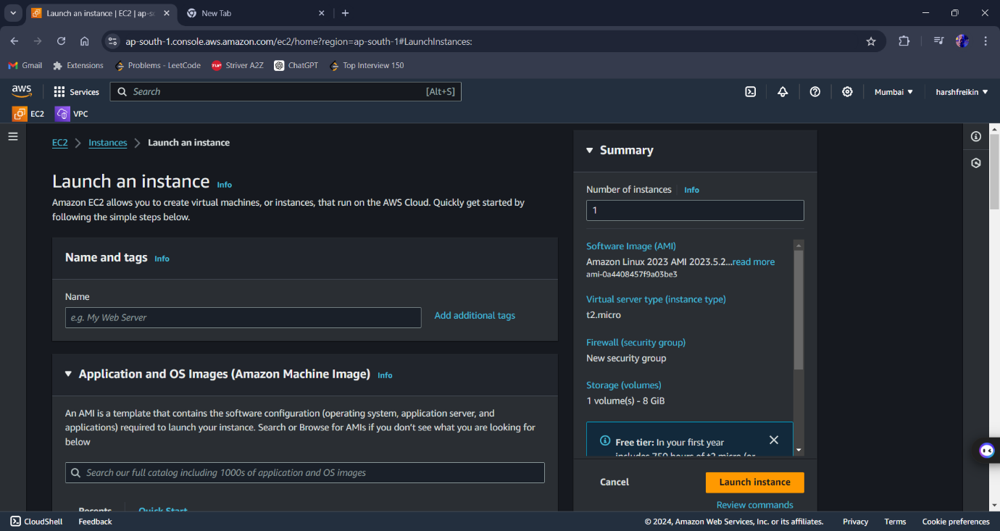 Launch an instance | EC2 | ap-so
New Tab
ap-south-1.console.aws.amazon.com/ec2/home?region=ap-south-1#LaunchInstances:
Gmail
Extensions
Problems - LeetCode
TUF
Striver A2Z
ChatGPT
Top Interview 150
aws
Services
Search
[Alt+S]
Mumbai
harshfreikin
EC2
VPC
EC2
Instances
Launch an instance
Launch an instance Info
Amazon EC2 allows you to create virtual machines, or instances, that run on the AWS Cloud. Quickly get started by
following the simple steps below.
Name and tags Info
Name
e.g. My Web Server
Add additional tags
Application and OS Images (Amazon Machine Image) Info
An AMI is a template that contains the software configuration (operating system, application server, and
applications) required to launch your instance. Search or Browse for AMIs if you don't see what you are looking for
below
Search our full catalog including 1000s of application and OS images
Recents
Quick Start
Summary
Number of instances Info
1
Software Image (AMI)
Amazon Linux 2023 AMI 2023.5.2...read more
ami-0a4408457f9a03be3
Virtual server type (instance type)
t2.micro
Firewall (security group)
New security group
Storage (volumes)
1 volume(s) - 8 GiB
Free tier: In your first year
includes 750 hours of t2.micro (or
Cancel
Launch instance
Review commands
CloudShell
Feedback
© 2024, Amazon Web Services, Inc. or its affiliates.
Privacy
Terms
Cookie preferences